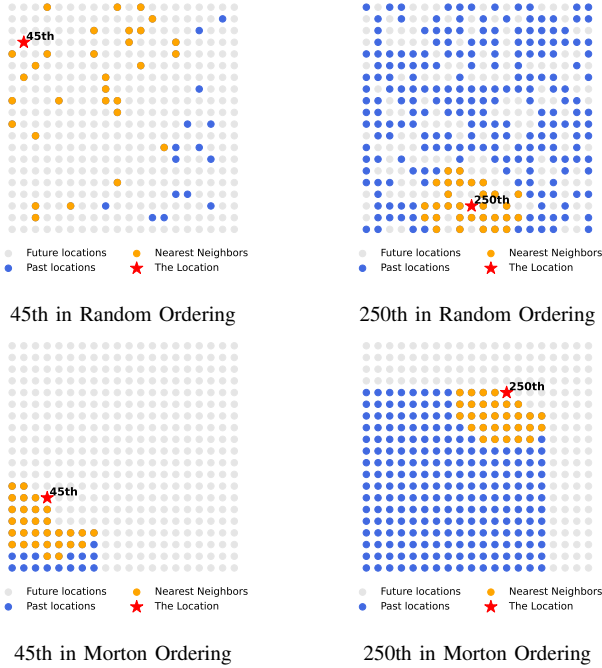 45th
250th
Future locations Nearest Neighbors
Past locations The Location
Future locations Nearest Neighbors
Past locations The Location
45th in Random Ordering
250th in Random Ordering
45th
250th
Future locations Nearest Neighbors
Past locations The Location
Future locations Nearest Neighbors
Past locations The Location
45th in Morton Ordering
250th in Morton Ordering